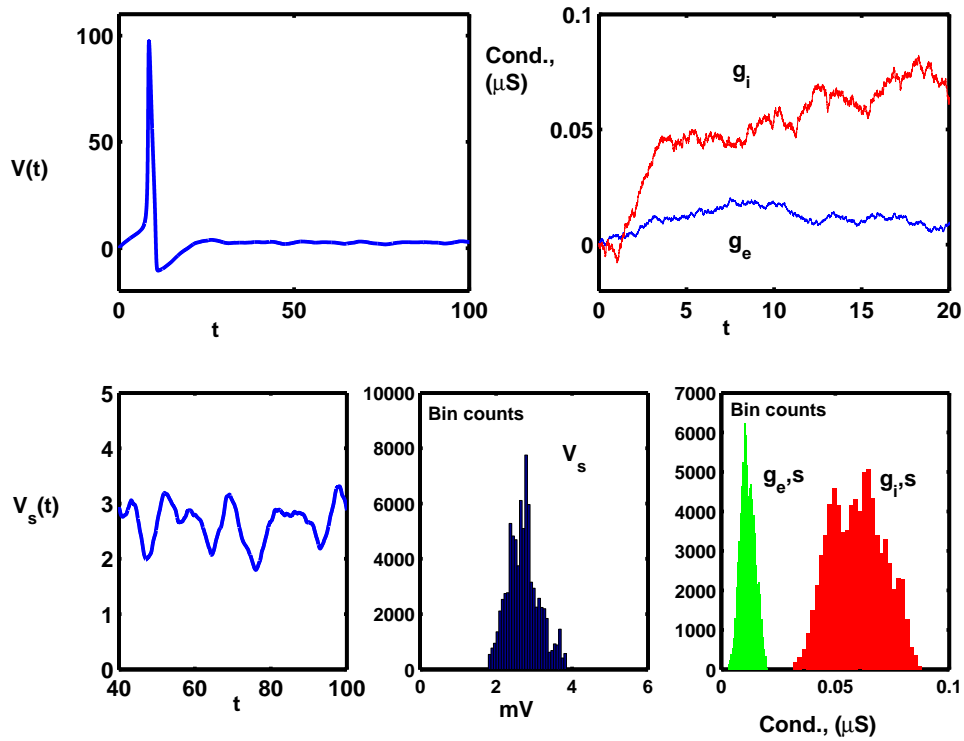 100
50
0
V(t)
0
50
100
t
Cond.,
(μS)
0.1
0.05
0
g_i
g_e
0
5
10
15
20
t
5
4
3
2
1
0
V_s(t)
40
60
80
100
t
10000
8000
6000
4000
2000
0
Bin counts
V_s
0
2
4
6
mV
7000
6000
5000
4000
3000
2000
1000
0
Bin counts
g_e,s
g_i,s
0
0.05
0.1
Cond., (μS)